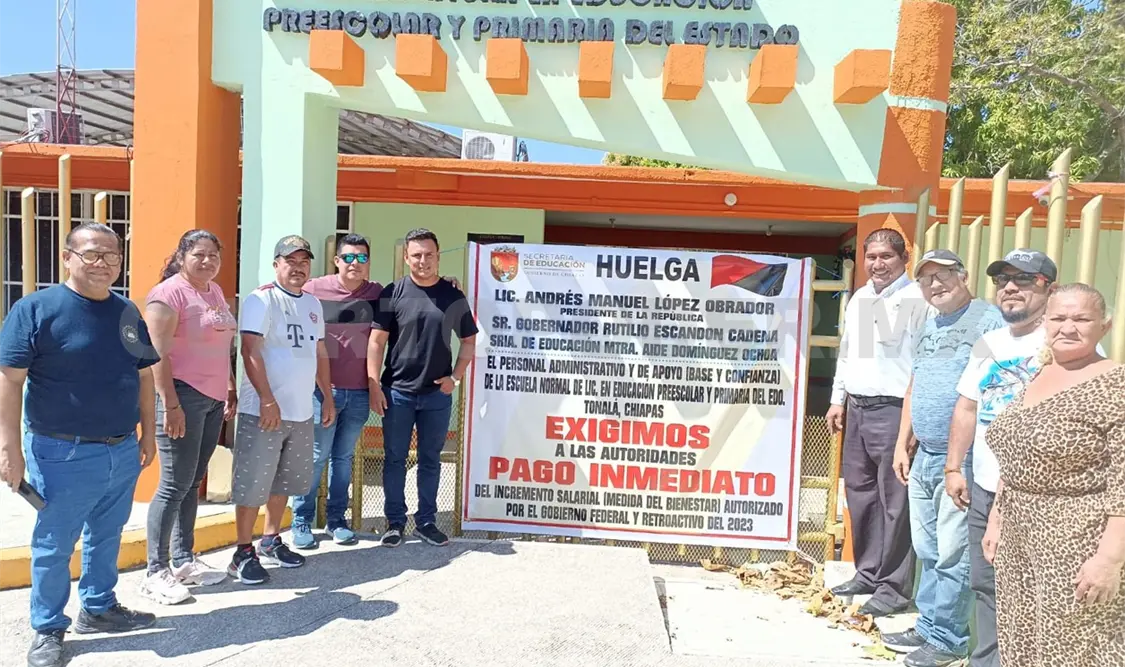 PREESCOLAR Y PRIMARIA DEL ESTADO
SECRETARÍA
DE EDUCACIÓN
HUELGA
LIC. ANDRÉS MANUEL LÓPEZ OBRADOR
PRESIDENTE DE LA REPÚBLICA
SR. GOBERNADOR RUTILIO ESCANDON CADENA
SRIA. DE EDUCACIÓN MTRA. AIDE DOMÍNGUEZ OCHOA
EL PERSONAL ADMINISTRATIVO Y DE APOYO (BASE Y CONFIANZA)
DE LA ESCUELA NORMAL DE LIC. EN EDUCACIÓN PREESCOLAR Y PRIMARIA DEL EDO.
TONALÁ, CHIAPAS
EXIGIMOS
A LAS AUTORIDADES
PAGO INMEDIATO
DEL INCREMENTO SALARIAL (MEDIDA DEL BIENESTAR) AUTORIZADO
POR EL GOBIERNO FEDERAL Y RETROACTIVO DEL 2023